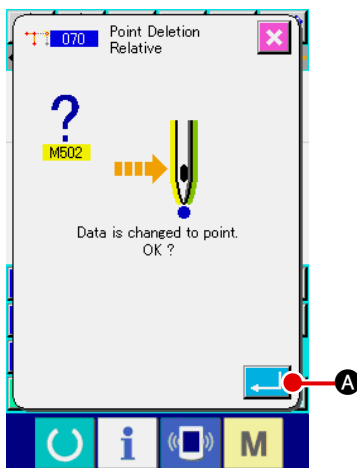 070
Point Deletion
Relative
?
M502
Data is changed to point.
OK ?
A
i
M